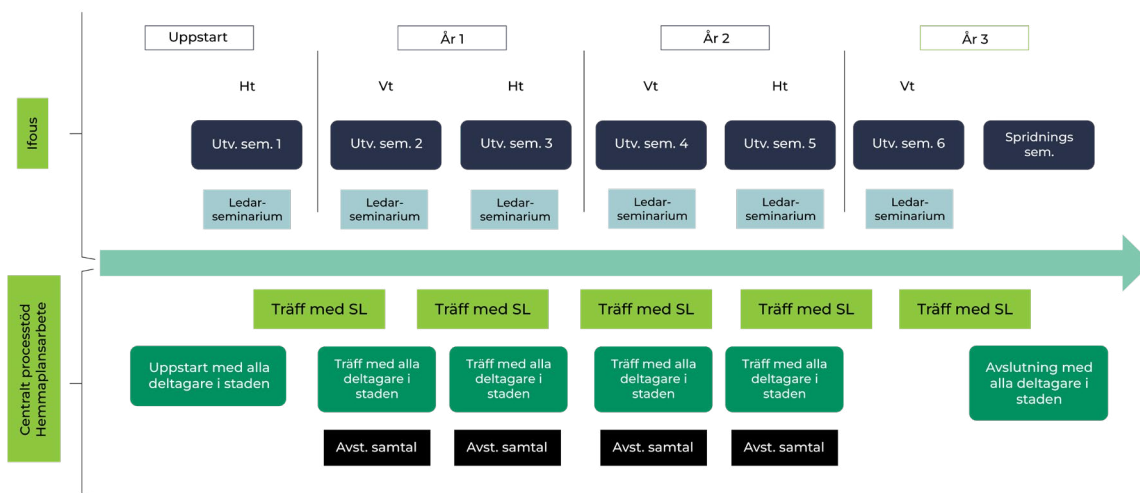 Uppstart
År 1
År 2
År 3
Ht
Vt
Ht
Vt
Ht
Vt
Ifous
Utv. sem. 1
Utv. sem. 2
Utv. sem. 3
Utv. sem. 4
Utv. sem. 5
Utv. sem. 6
Spridnings
sem.
Ledar-
seminarium
Ledar-
seminarium
Ledar-
seminarium
Ledar-
seminarium
Ledar-
seminarium
Ledar-
seminarium
Centralt processtöd
Hemmaplansarbete
Träff med SL
Träff med SL
Träff med SL
Träff med SL
Träff med SL
Uppstart med alla
deltagare i staden
Träff med alla
deltagare i
staden
Träff med alla
deltagare i
staden
Träff med alla
deltagare i
staden
Träff med alla
deltagare i
staden
Avslutning med
alla deltagare i
staden
Avst. samtal
Avst. samtal
Avst. samtal
Avst. samtal